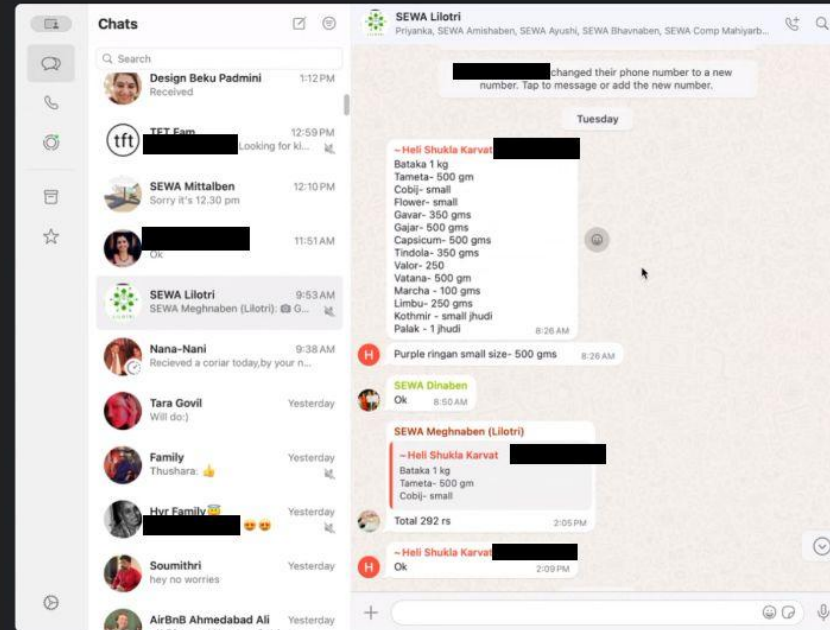 Chats
Search
Design Beku Padmini 1:12 PM
Received
tft
TFT Fam 12:59 PM
Looking for ki...
SEWA Mittalben 12:10 PM
Sorry it's 12.30 pm
11:51 AM
Ok
SEWA Lilotri 9:53 AM
SEWA Meghnaben (Lilotri): G...
Nana-Nani 9:38 AM
Recieved a coriar today,by your n...
Tara Govil Yesterday
Will do:)
Family Yesterday
Thushara: 👍
Hyr Family😇 Yesterday
😍 😍
Soumithri Yesterday
hey no worries
AirBnB Ahmedabad Ali Yesterday
SEWA Lilotri
Priyanka, SEWA Amishaben, SEWA Ayushi, SEWA Bhavnaben, SEWA Comp Mahiyarb...
changed their phone number to a new
number. Tap to message or add the new number.
Tuesday
~Heli Shukla Karvat
Bataka 1 kg
Tameta- 500 gm
Cobij- small
Flower- small
Gavar- 350 gms
Gajar- 500 gms
Capsicum- 500 gms
Tindola- 350 gms
Valor- 250
Vatana- 500 gm
Marcha - 100 gms
Limbu- 250 gms
Kothmir - small jhudi
Palak - 1 jhudi 8:26 AM
H
Purple ringan small size- 500 gms 8:26 AM
SEWA Dinaben
Ok 8:50 AM
SEWA Meghnaben (Lilotri)
~Heli Shukla Karvat
Bataka 1 kg
Tameta- 500 gm
Cobij- small
Total 292 rs 2:05 PM
~Heli Shukla Karvat
H
Ok 2:09 PM